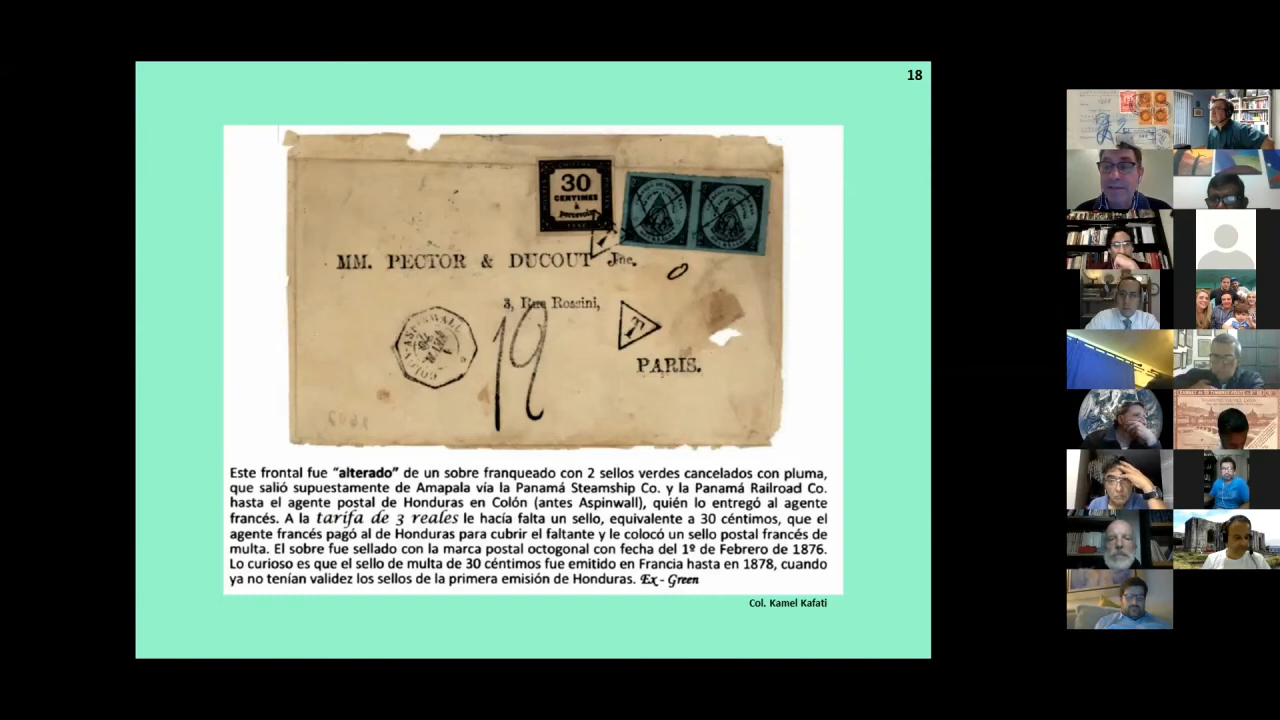 18
30
CENTIMES
à
percevoir
MM. PECTOR & DUCOUT Jne.
3, Rue Rossini,
T
PARIS.
ASPINWALL
12
Este frontal fue "alterado" de un sobre franqueado con 2 sellos verdes cancelados con pluma,
que salió supuestamente de Amapala vía la Panamá Steamship Co. y la Panamá Railroad Co.
hasta el agente postal de Honduras en Colón (antes Aspinwall), quién lo entregó al agente
francés. A la tarifa de 3 reales le hacía falta un sello, equivalente a 30 céntimos, que el
agente francés pagó al de Honduras para cubrir el faltante y le colocó un sello postal francés de
multa. El sobre fue sellado con la marca postal octogonal con fecha del 1º de Febrero de 1876.
Lo curioso es que el sello de multa de 30 céntimos fue emitido en Francia hasta en 1878, cuando
ya no tenían validez los sellos de la primera emisión de Honduras. Ex - Green
Col. Kamel Kafati